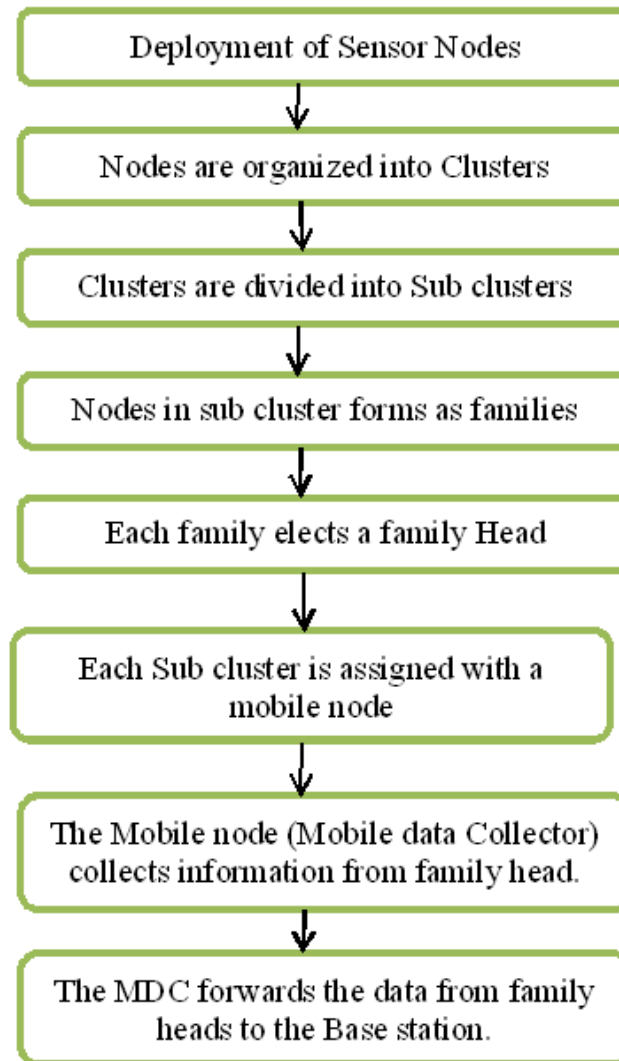 Deployment of Sensor Nodes
Nodes are organized into Clusters
Clusters are divided into Sub clusters
Nodes in sub cluster forms as families
Each family elects a family Head
Each Sub cluster is assigned with a
mobile node
The Mobile node (Mobile data Collector)
collects information from family head.
The MDC forwards the data from family
heads to the Base station.